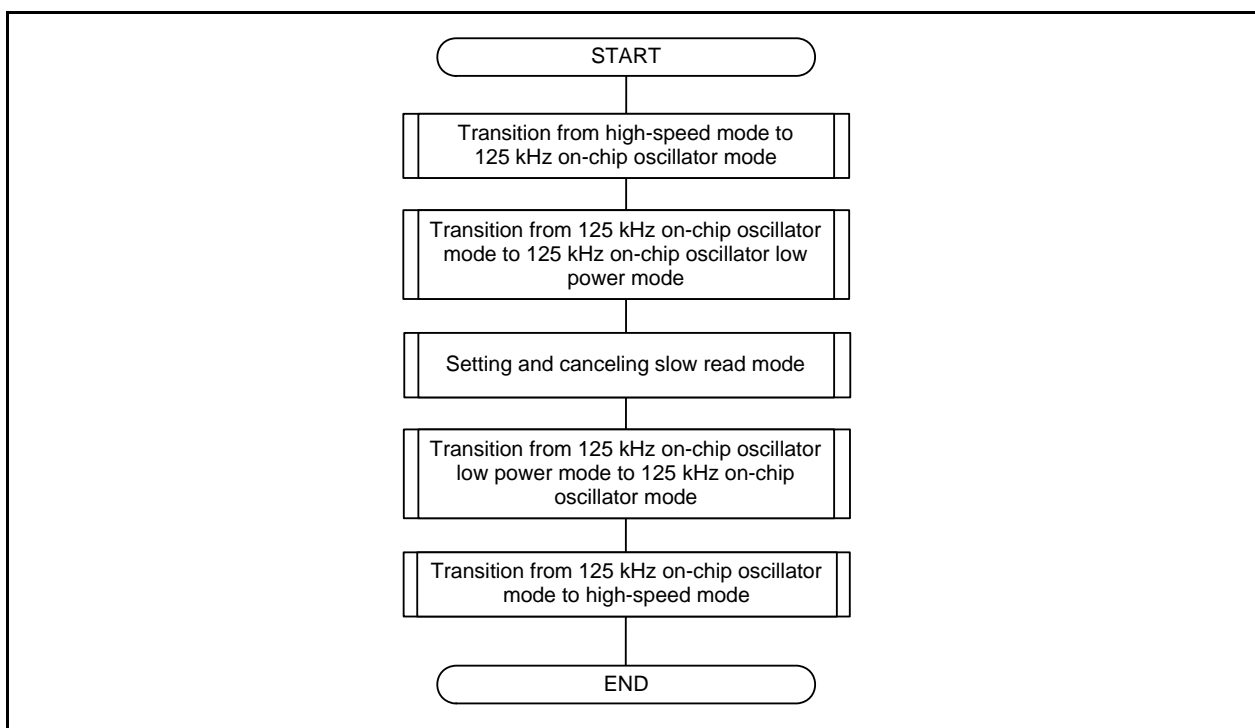 START
Transition from high-speed mode to
125 kHz on-chip oscillator mode
Transition from 125 kHz on-chip oscillator
mode to 125 kHz on-chip oscillator low
power mode
Setting and canceling slow read mode
Transition from 125 kHz on-chip oscillator
low power mode to 125 kHz on-chip
oscillator mode
Transition from 125 kHz on-chip oscillator
mode to high-speed mode
END